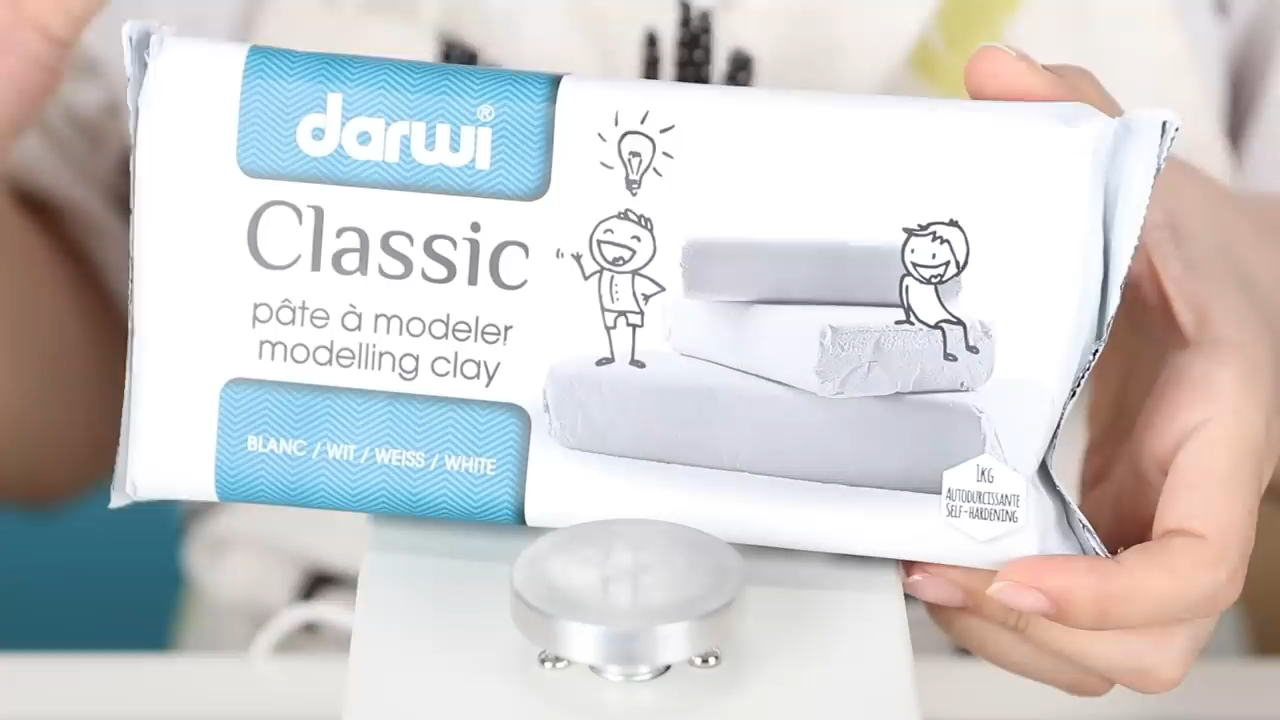 darwi®
Classic
pâte à modeler
modelling clay
BLANC / WIT / WEISS / WHITE
1KG
AUTODURCISSANTE
SELF-HARDENING